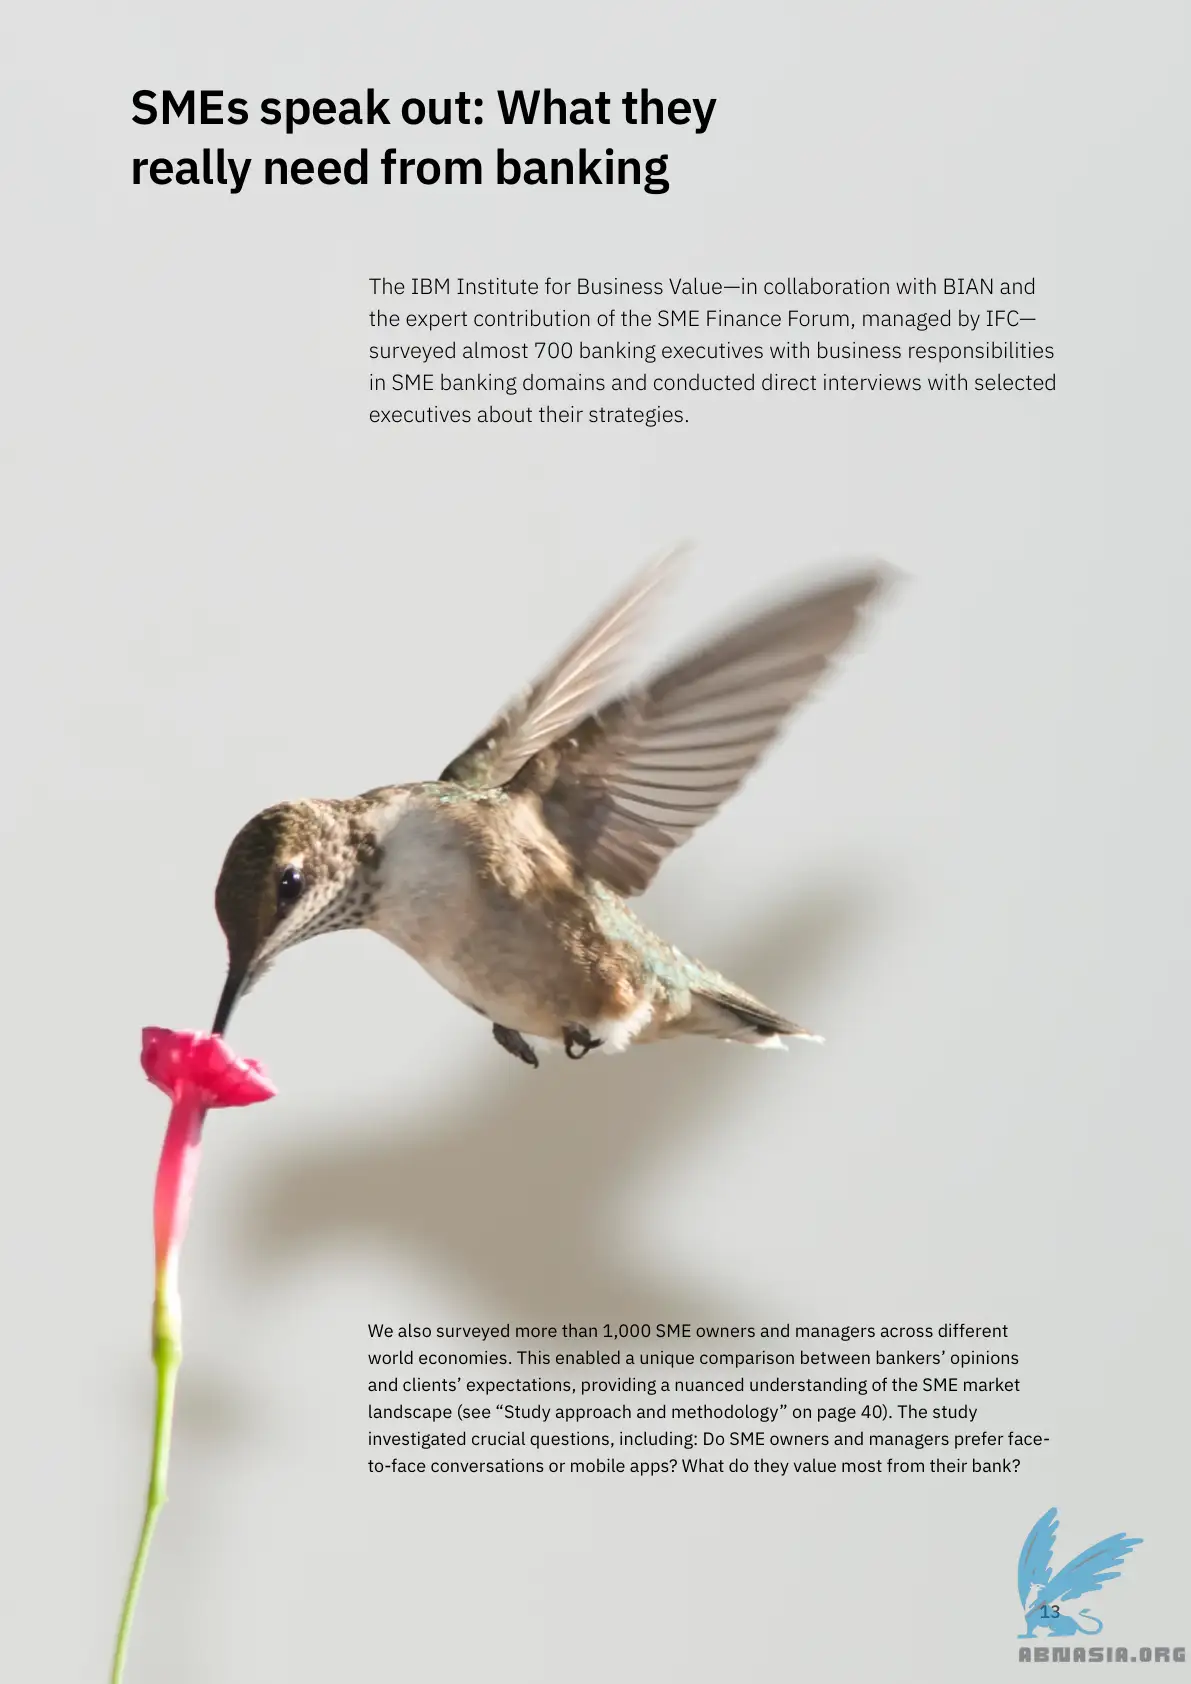 SMEs speak out: What they
really need from banking
The IBM Institute for Business Value—in collaboration with BIAN and
the expert contribution of the SME Finance Forum, managed by IFC—
surveyed almost 700 banking executives with business responsibilities
in SME banking domains and conducted direct interviews with selected
executives about their strategies.
We also surveyed more than 1,000 SME owners and managers across different
world economies. This enabled a unique comparison between bankers’ opinions
and clients’ expectations, providing a nuanced understanding of the SME market
landscape (see “Study approach and methodology” on page 40). The study
investigated crucial questions, including: Do SME owners and managers prefer face-
to-face conversations or mobile apps? What do they value most from their bank?
13
ABNASIA.ORG